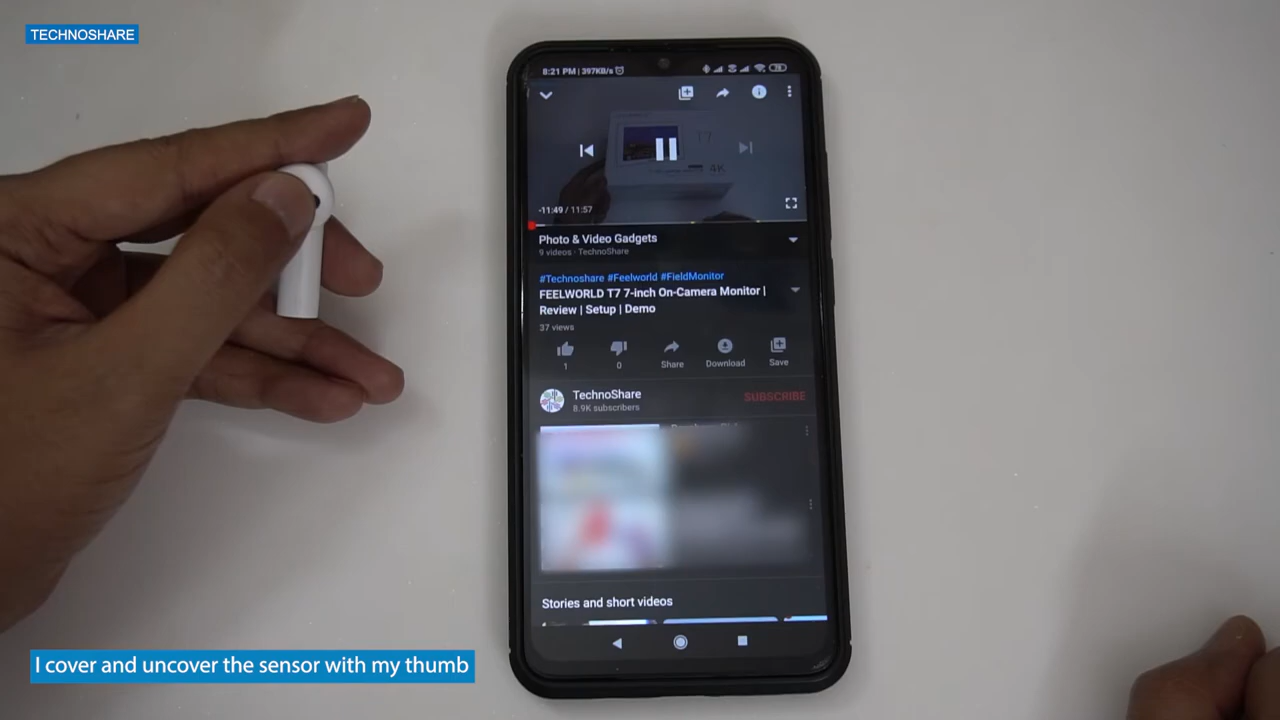 TECHNOSHARE
8:21 PM | 397KB/s
T7
4K
-11:49 / 11:57
Photo & Video Gadgets
9 videos · TechnoShare
#Technoshare #Feelworld #FieldMonitor
FEELWORLD T7 7-inch On-Camera Monitor |
Review | Setup | Demo
37 views
1
0
Share
Download
Save
TechnoShare
8.9K subscribers
SUBSCRIBE
Stories and short videos
I cover and uncover the sensor with my thumb